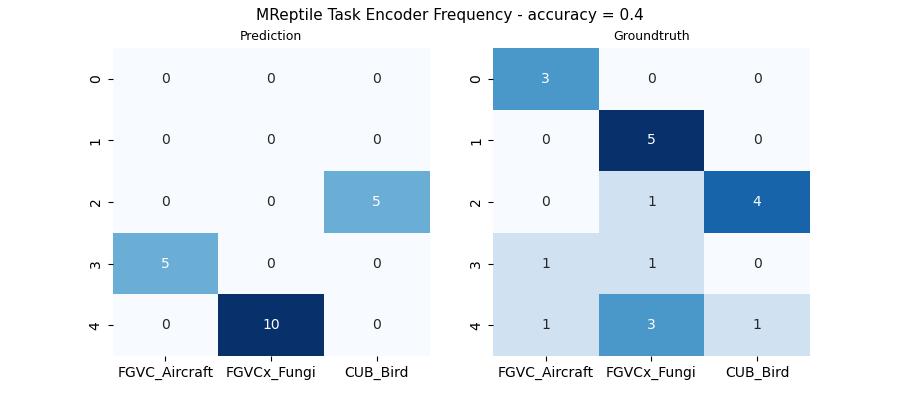 MReptile Task Encoder Frequency - accuracy = 0.4
Prediction
Groundtruth
0 0 0 0
1 0 0 0
2 0 0 5
3 5 0 0
4 0 10 0
FGVC_Aircraft FGVCx_Fungi CUB_Bird
0 3 0 0
1 0 5 0
2 0 1 4
3 1 1 0
4 1 3 1
FGVC_Aircraft FGVCx_Fungi CUB_Bird